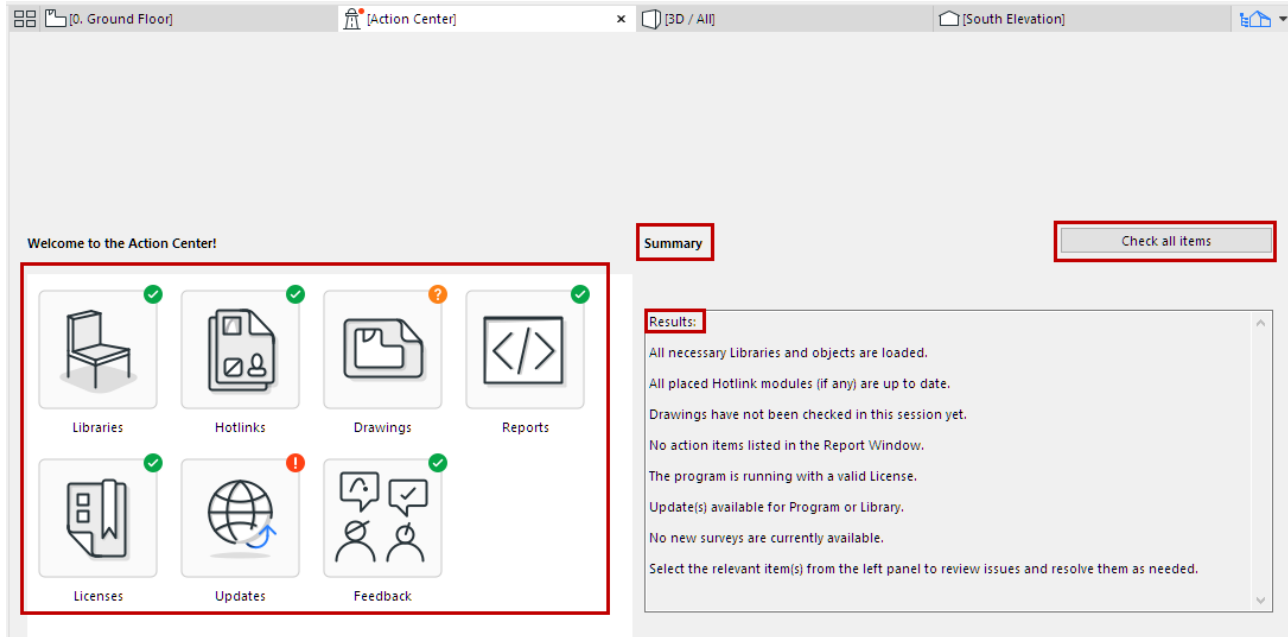 [0. Ground Floor]
[Action Center]
[3D / All]
[South Elevation]
Welcome to the Action Center!
Summary
Check all items
Libraries
Hotlinks
Drawings
Reports
Licenses
Updates
Feedback
Results:
All necessary Libraries and objects are loaded.
All placed Hotlink modules (if any) are up to date.
Drawings have not been checked in this session yet.
No action items listed in the Report Window.
The program is running with a valid License.
Update(s) available for Program or Library.
No new surveys are currently available.
Select the relevant item(s) from the left panel to review issues and resolve them as needed.